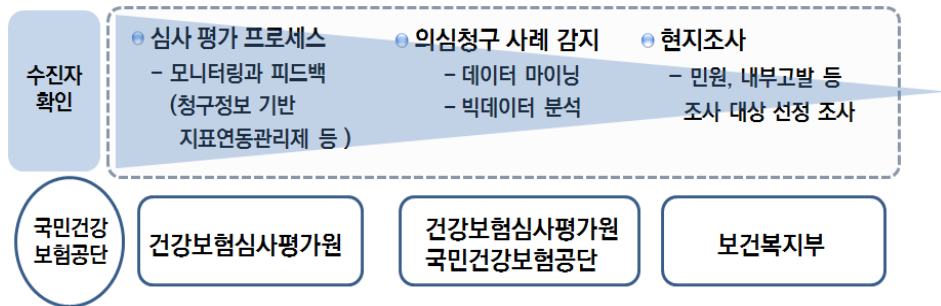 수진자
확인
심사 평가 프로세스
- 모니터링과 피드백
(청구정보 기반
지표연동관리제 등 )
의심청구 사례 감지
- 데이터 마이닝
- 빅데이터 분석
현지조사
- 민원, 내부고발 등
조사 대상 선정 조사
국민건강
보험공단
건강보험심사평가원
건강보험심사평가원
국민건강보험공단
보건복지부